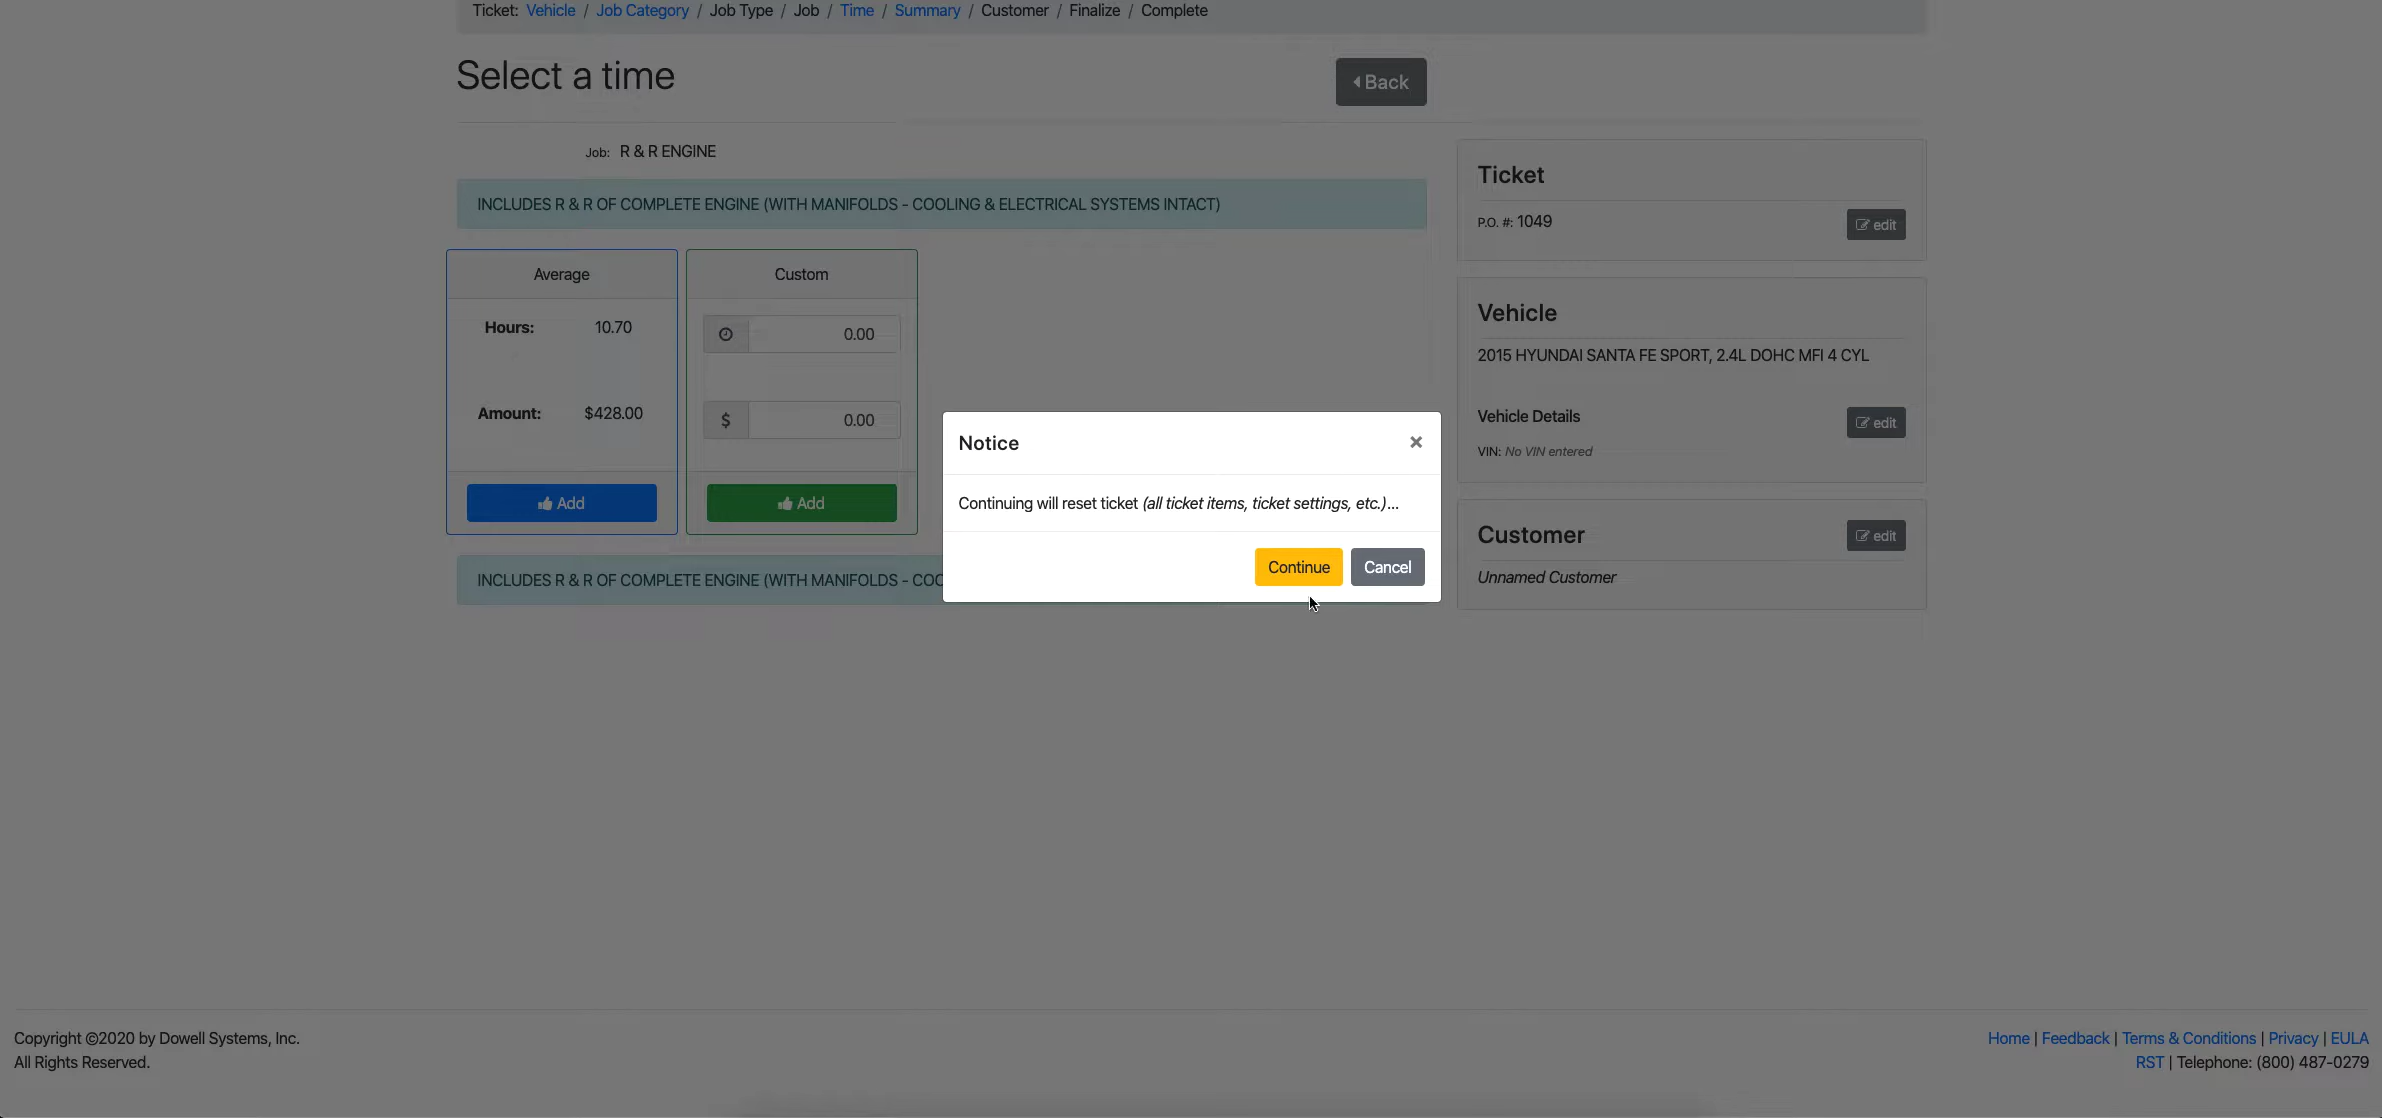 Ticket: Vehicle / Job Category / Job Type / Job / Time / Summary / Customer / Finalize / Complete
Select a time
Back
Job: R & R ENGINE
INCLUDES R & R OF COMPLETE ENGINE (WITH MANIFOLDS - COOLING & ELECTRICAL SYSTEMS INTACT)
Average
Hours: 10.70
Amount: $428.00
Add
Custom
0.00
$ 0.00
Add
INCLUDES R & R OF COMPLETE ENGINE (WITH MANIFOLDS - COO
Notice ×
Continuing will reset ticket (all ticket items, ticket settings, etc.)...
Continue Cancel
Ticket
P.O. #: 1049 edit
Vehicle
2015 HYUNDAI SANTA FE SPORT, 2.4L DOHC MFI 4 CYL
Vehicle Details edit
VIN: No VIN entered
Customer edit
Unnamed Customer
Copyright ©2020 by Dowell Systems, Inc.
All Rights Reserved.
Home | Feedback | Terms & Conditions | Privacy | EULA
RST | Telephone: (800) 487-0279